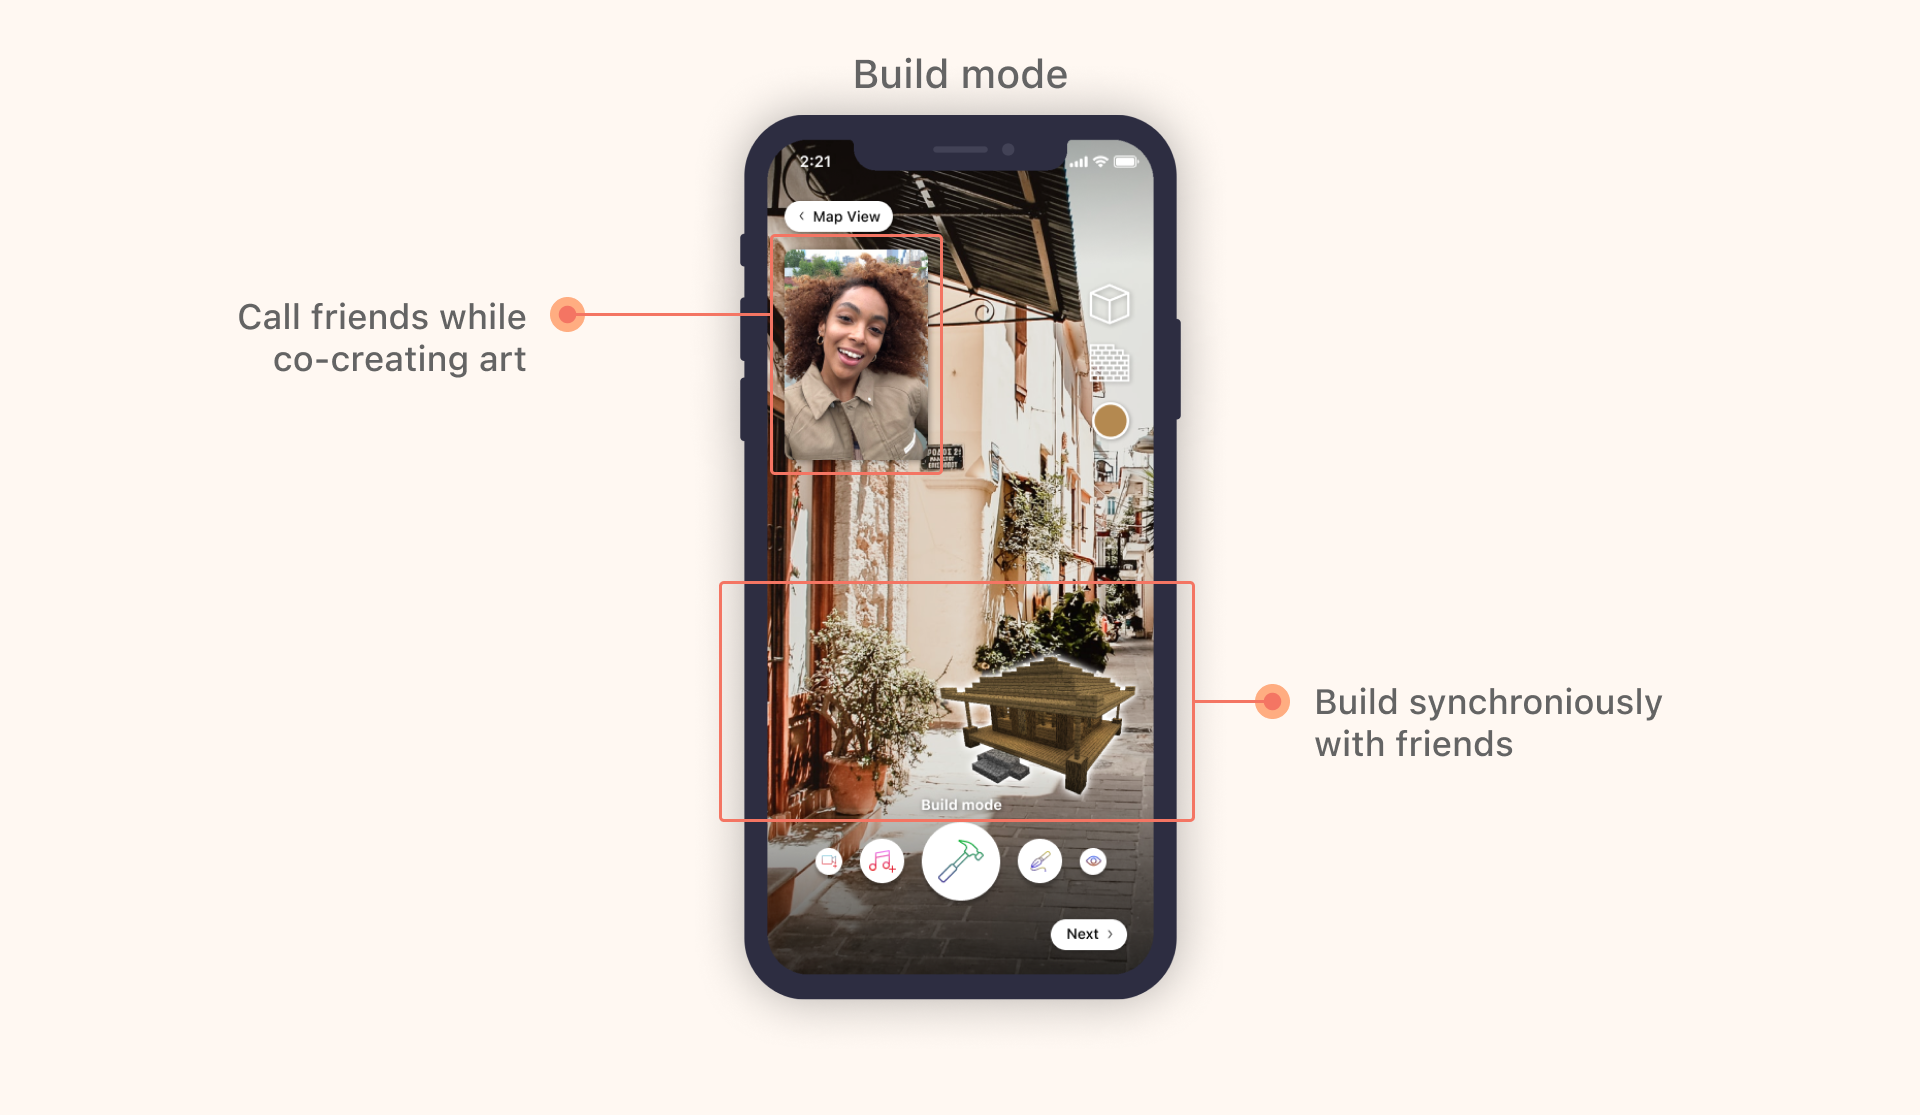 Build mode
2:21
Map View
Call friends while
co-creating art
Build synchroniously
with friends
Build mode
Next